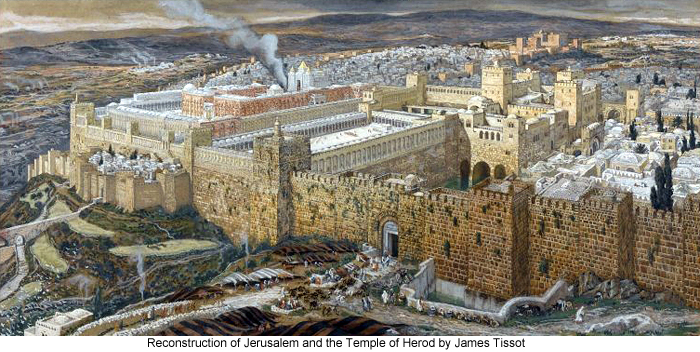 Reconstruction of Jerusalem and the Temple of Herod by James Tissot